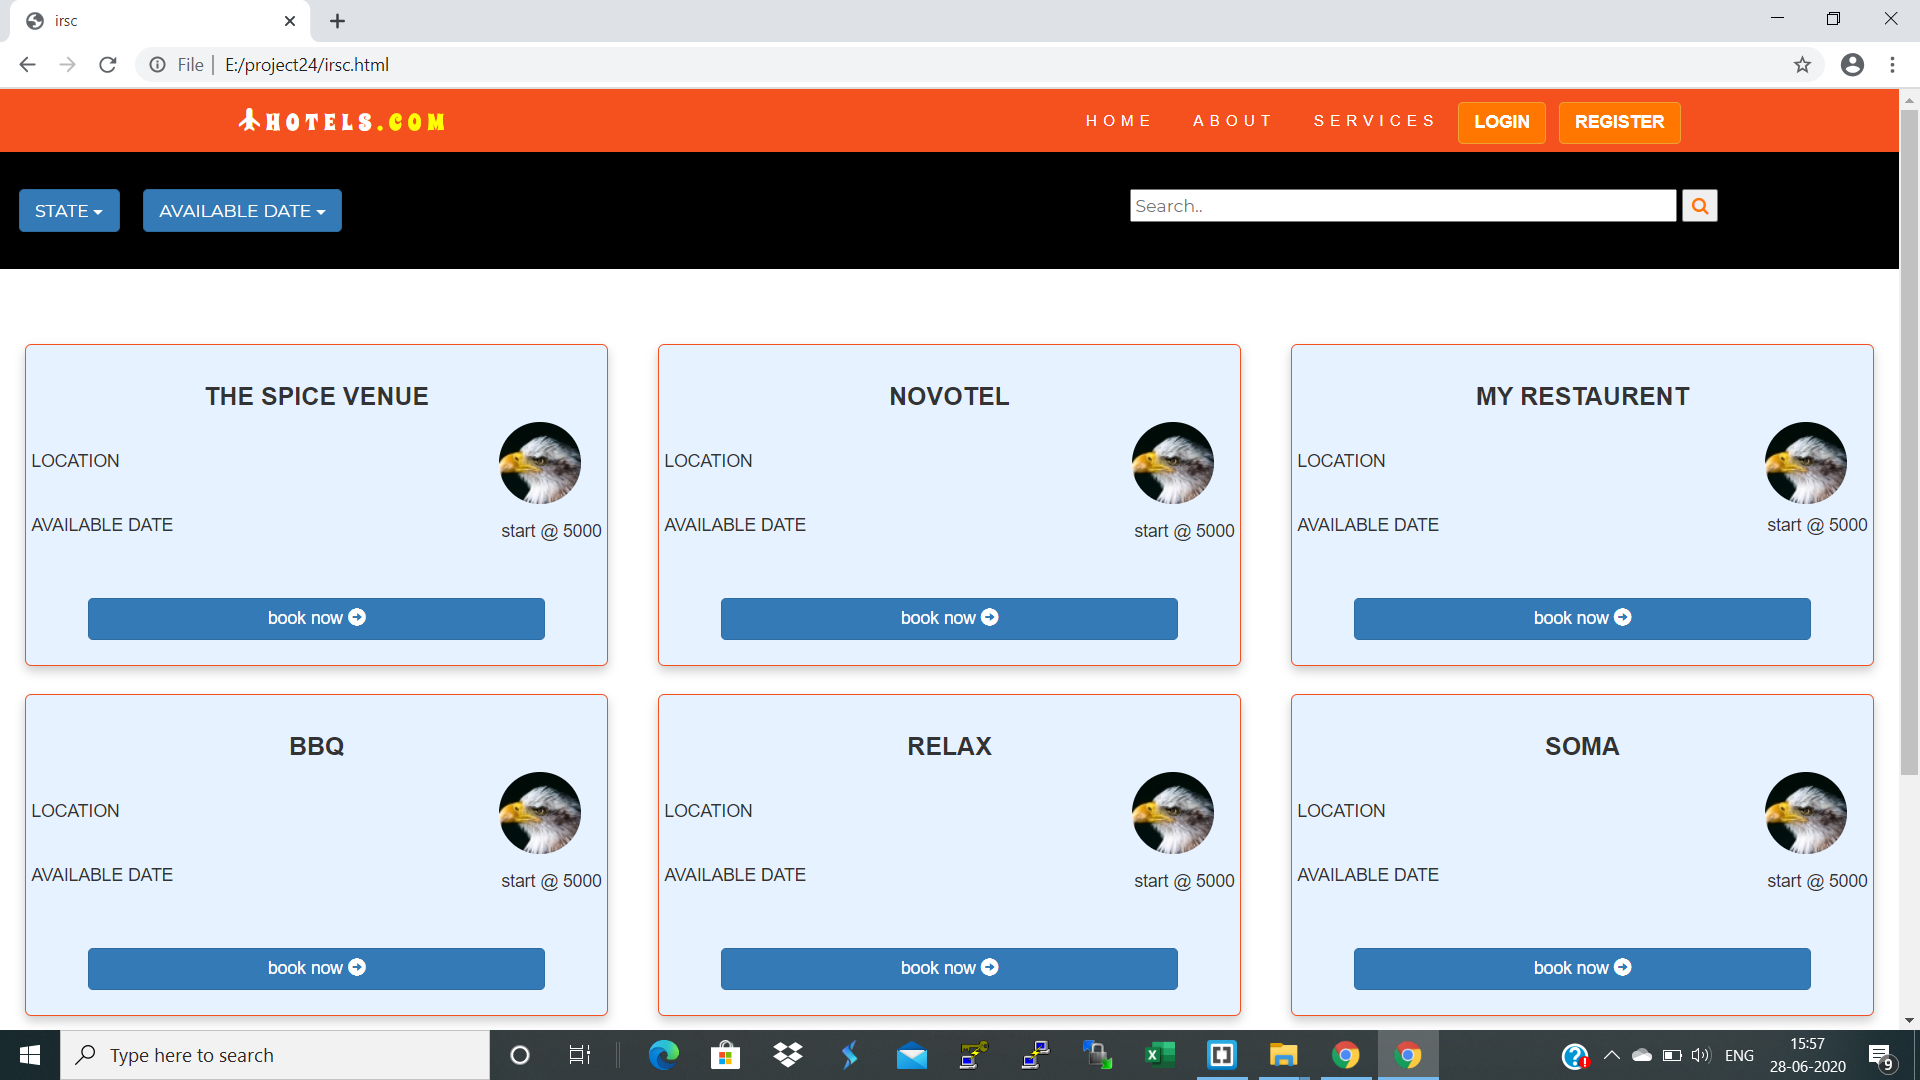 irsc
File
E:/project24/irsc.html
HOTELS.COM
HOME
ABOUT
SERVICES
LOGIN
REGISTER
STATE
AVAILABLE DATE
Search..
THE SPICE VENUE
LOCATION
AVAILABLE DATE
start @ 5000
book now
NOVOTEL
LOCATION
AVAILABLE DATE
start @ 5000
book now
MY RESTAURENT
LOCATION
AVAILABLE DATE
start @ 5000
book now
BBQ
LOCATION
AVAILABLE DATE
start @ 5000
book now
RELAX
LOCATION
AVAILABLE DATE
start @ 5000
book now
SOMA
LOCATION
AVAILABLE DATE
start @ 5000
book now
Type here to search
ENG
15:57
28-06-2020
9